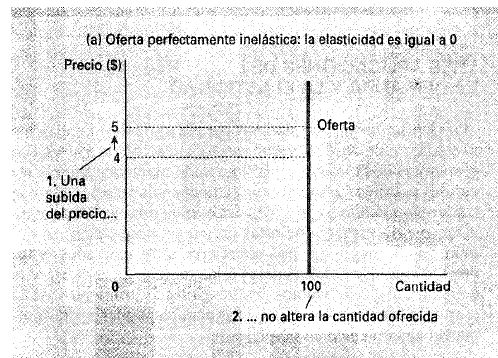 (a) Oferta perfectamente inelástica: la elasticidad es igual a 0
Precio ($)
5
Oferta
4
1. Una
subida
del precio...
0
100
Cantidad
2. ... no altera la cantidad ofrecida